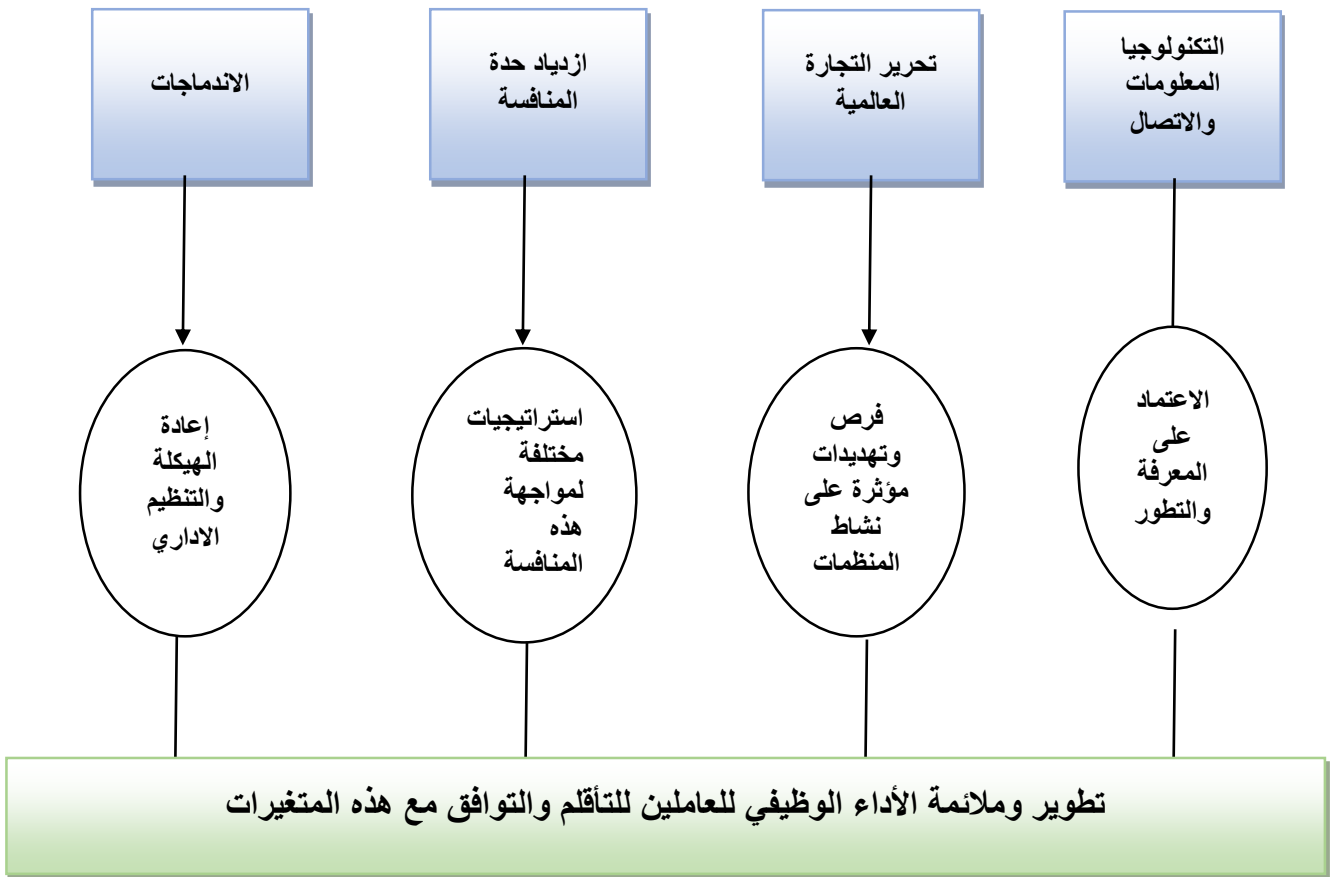 التكنولوجيا
المعلومات
والاتصال
تحرير التجارة
العالمية
ازدياد حدة
المنافسة
الاندماجات
الاعتماد
على
المعرفة
والتطور
فرص
وتهديدات
مؤثرة على
نشاط
المنظمات
استراتيجيات
مختلفة
لمواجهة
هذه
المنافسة
إعادة
الهيكلة
والتنظيم
الاداري
تطوير وملائمة الأداء الوظيفي للعاملين للتأقلم والتوافق مع هذه المتغيرات